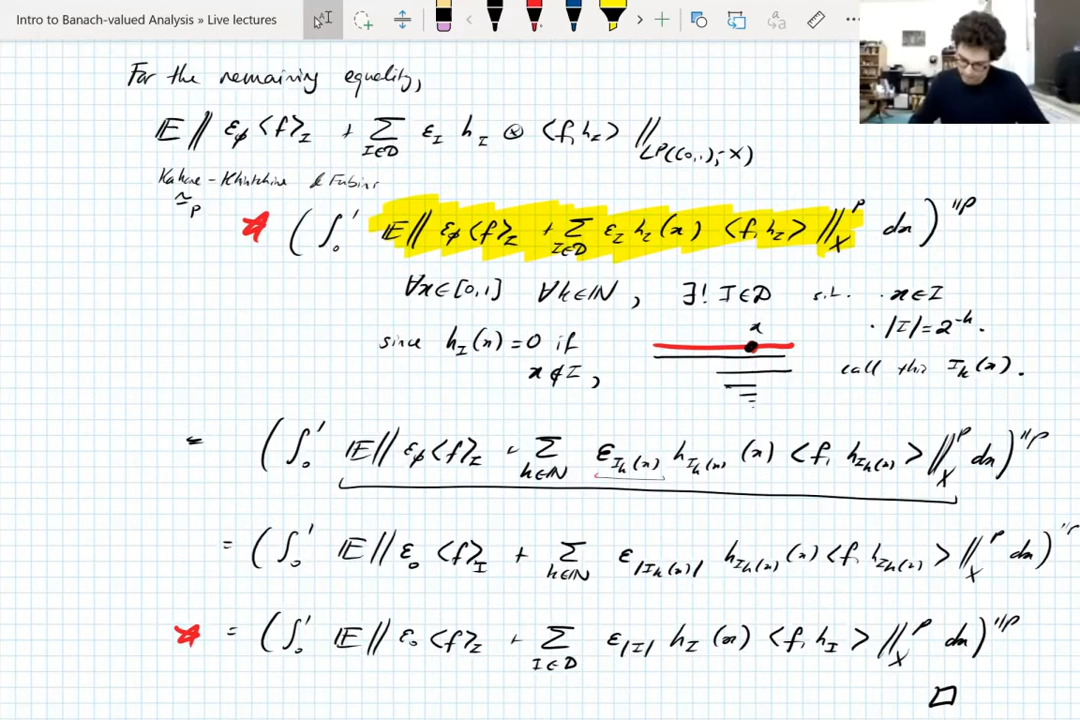 Intro to Banach-valued Analysis » Live lectures
For the remaining equality,
𝔼 ‖ ε_ϕ <f>_I + Σ_{I∈D} ε_I h_I ⊗ <f, h_I> ‖_{L^p((0,1);X)}
Kahane-Khintchine & Fubini
≃_p
★ ( ∫_0^1 𝔼 ‖ ε_ϕ <f>_I + Σ_{I∈D} ε_I h_I(x) <f, h_I> ‖_X^p dx )^{1/p}
∀x∈[0,1] ∀k∈ℕ, ∃! I∈D s.t. · x∈I
· |I| = 2^{-k}.
since h_I(x) = 0 if x
x ∉ I, call this I_k(x).
= ( ∫_0^1 𝔼 ‖ ε_ϕ <f>_I + Σ_{k∈ℕ} ε_{I_k(x)} h_{I_k(x)} (x) <f, h_{I_k(x)}> ‖_X^p dx )^{1/p}
= ( ∫_0^1 𝔼 ‖ ε_0 <f>_I + Σ_{k∈ℕ} ε_{|I_k(x)|} h_{I_k(x)} (x) <f, h_{I_k(x)}> ‖_X^p dx )^{1/p}
★ = ( ∫_0^1 𝔼 ‖ ε_0 <f>_I + Σ_{I∈D} ε_{|I|} h_I (x) <f, h_I> ‖_X^p dx )^{1/p}
□